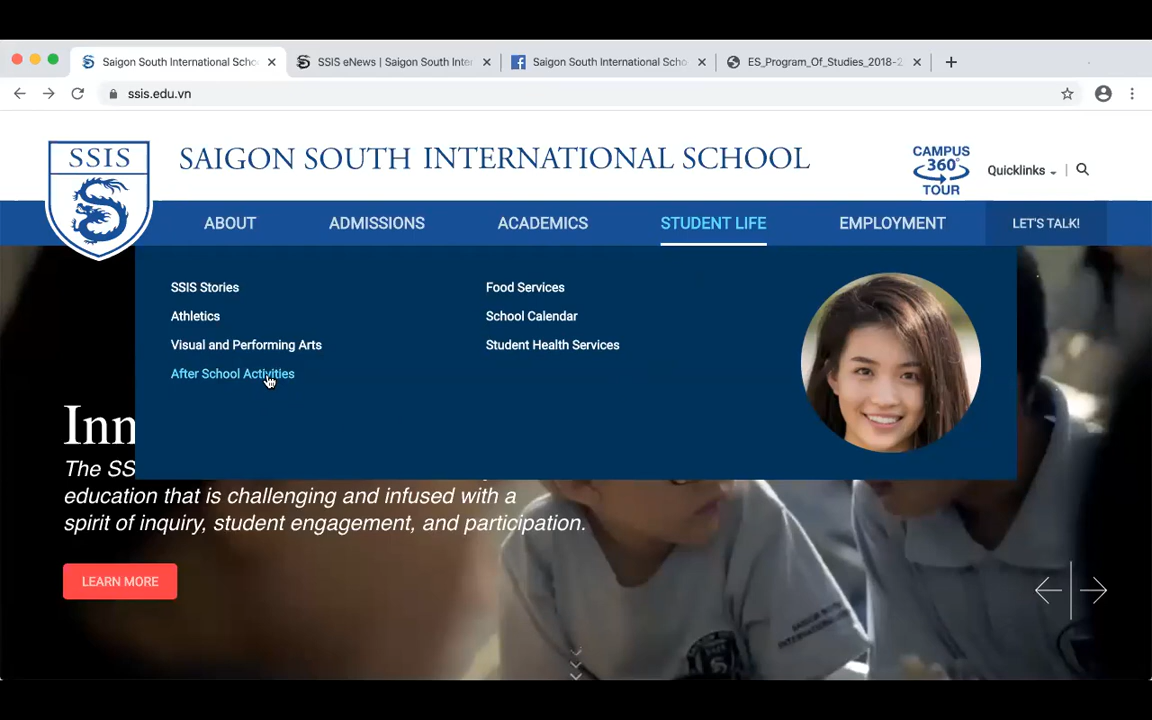 Saigon South International Scho
SSIS eNews | Saigon South Inter
Saigon South International Scho
ES_Program_Of_Studies_2018-2
ssis.edu.vn
SSIS
SAIGON SOUTH INTERNATIONAL SCHOOL
CAMPUS
360°
TOUR
Quicklinks
ABOUT
ADMISSIONS
ACADEMICS
STUDENT LIFE
EMPLOYMENT
LET'S TALK!
SSIS Stories
Athletics
Visual and Performing Arts
After School Activities
Food Services
School Calendar
Student Health Services
Inn
The SS
education that is challenging and infused with a
spirit of inquiry, student engagement, and participation.
LEARN MORE